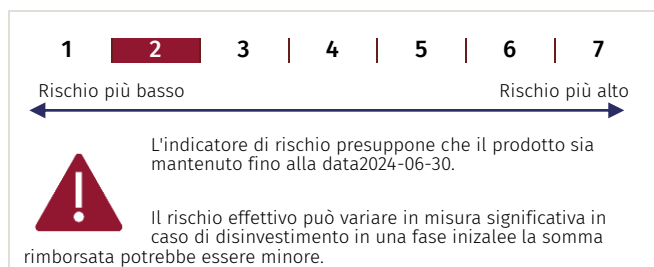 1 2 3 4 5 6 7
Rischio più basso Rischio più alto
L'indicatore di rischio presuppone che il prodotto sia
mantenuto fino alla data2024-06-30.
Il rischio effettivo può variare in misura significativa in
caso di disinvestimento in una fase inizalee la somma
rimborsata potrebbe essere minore.